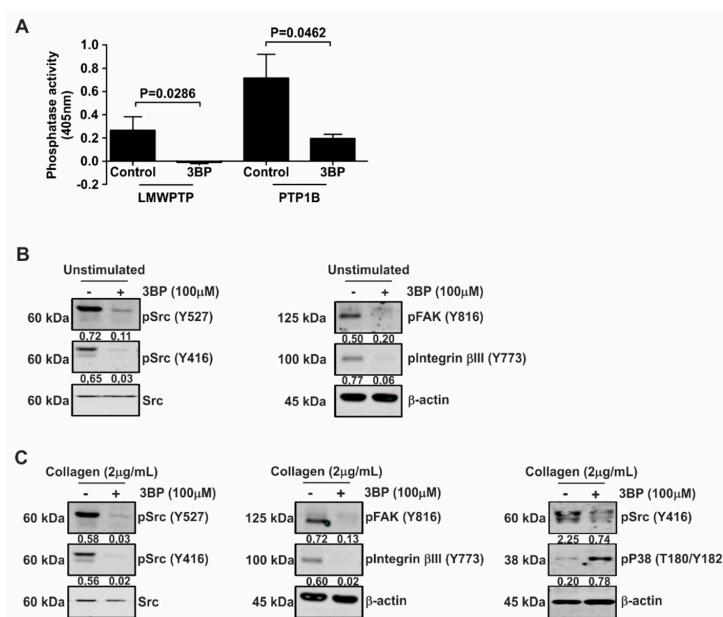 A
Phosphatase activity
(405nm)
1.0
0.8
0.6
0.4
0.2
0.0
-0.2
P=0.0286
P=0.0462
Control 3BP Control 3BP
LMWPTP PTP1B
B
Unstimulated
- + 3BP (100μM)
60 kDa pSrc (Y527)
0.72 0.11
60 kDa pSrc (Y416)
0,65 0,03
60 kDa Src
Unstimulated
- + 3BP (100μM)
125 kDa pFAK (Y816)
0.50 0.20
100 kDa pIntegrin βIII (Y773)
0.77 0.06
45 kDa β-actin
C
Collagen (2μg/mL)
- + 3BP (100μM)
60 kDa pSrc (Y527)
0.58 0.03
60 kDa pSrc (Y416)
0.56 0.02
60 kDa Src
Collagen (2μg/mL)
- + 3BP (100μM)
125 kDa pFAK (Y816)
0.72 0.13
100 kDa pIntegrin βIII (Y773)
0.60 0.02
45 kDa β-actin
Collagen (2μg/mL)
- + 3BP (100μM)
60 kDa pSrc (Y416)
2.25 0.74
38 kDa pP38 (T180/Y182
0.20 0.78
45 kDa β-actin